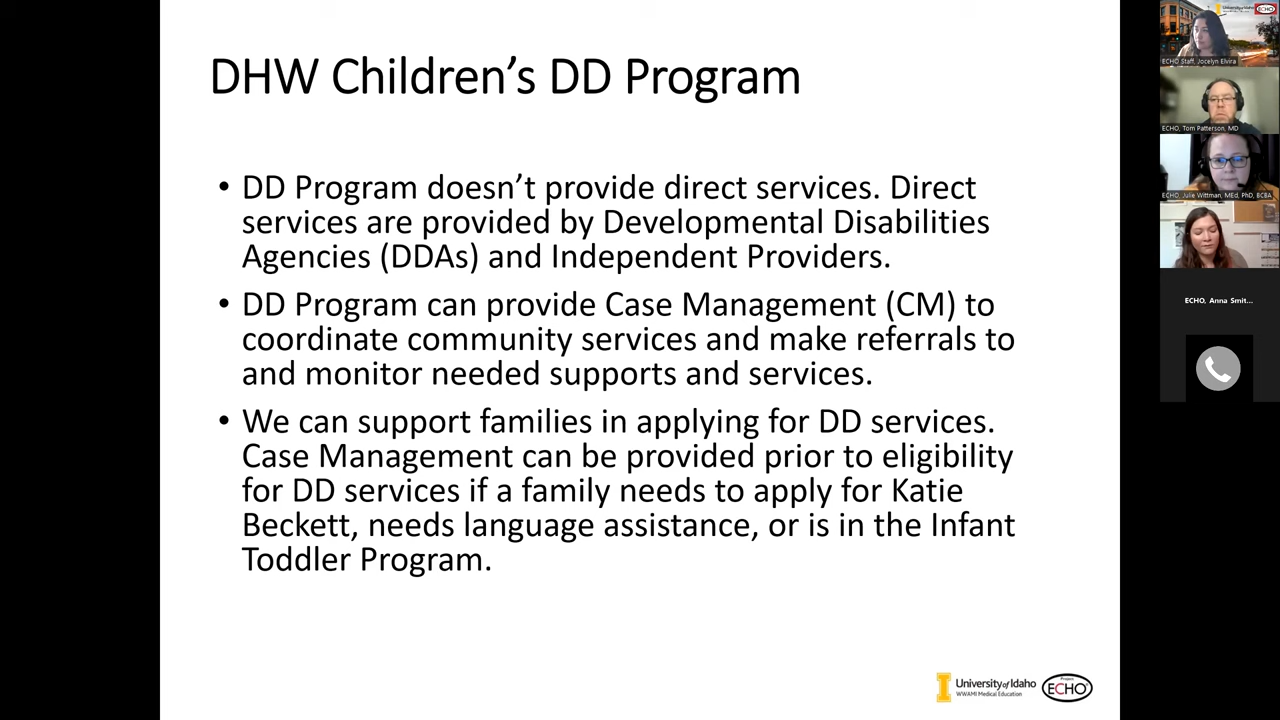 DHW Children’s DD Program
• DD Program doesn’t provide direct services. Direct
services are provided by Developmental Disabilities
Agencies (DDAs) and Independent Providers.
• DD Program can provide Case Management (CM) to
coordinate community services and make referrals to
and monitor needed supports and services.
• We can support families in applying for DD services.
Case Management can be provided prior to eligibility
for DD services if a family needs to apply for Katie
Beckett, needs language assistance, or is in the Infant
Toddler Program.
University of Idaho
WWAMI Medical Education
Project
ECHO
University of Idaho
ECHO
ECHO Staff, Jocelyn Elvira
ECHO, Tom Patterson, MD
ECHO, Julie Wittman, MEd, PhD, BCBA
ECHO, Anna Smit...